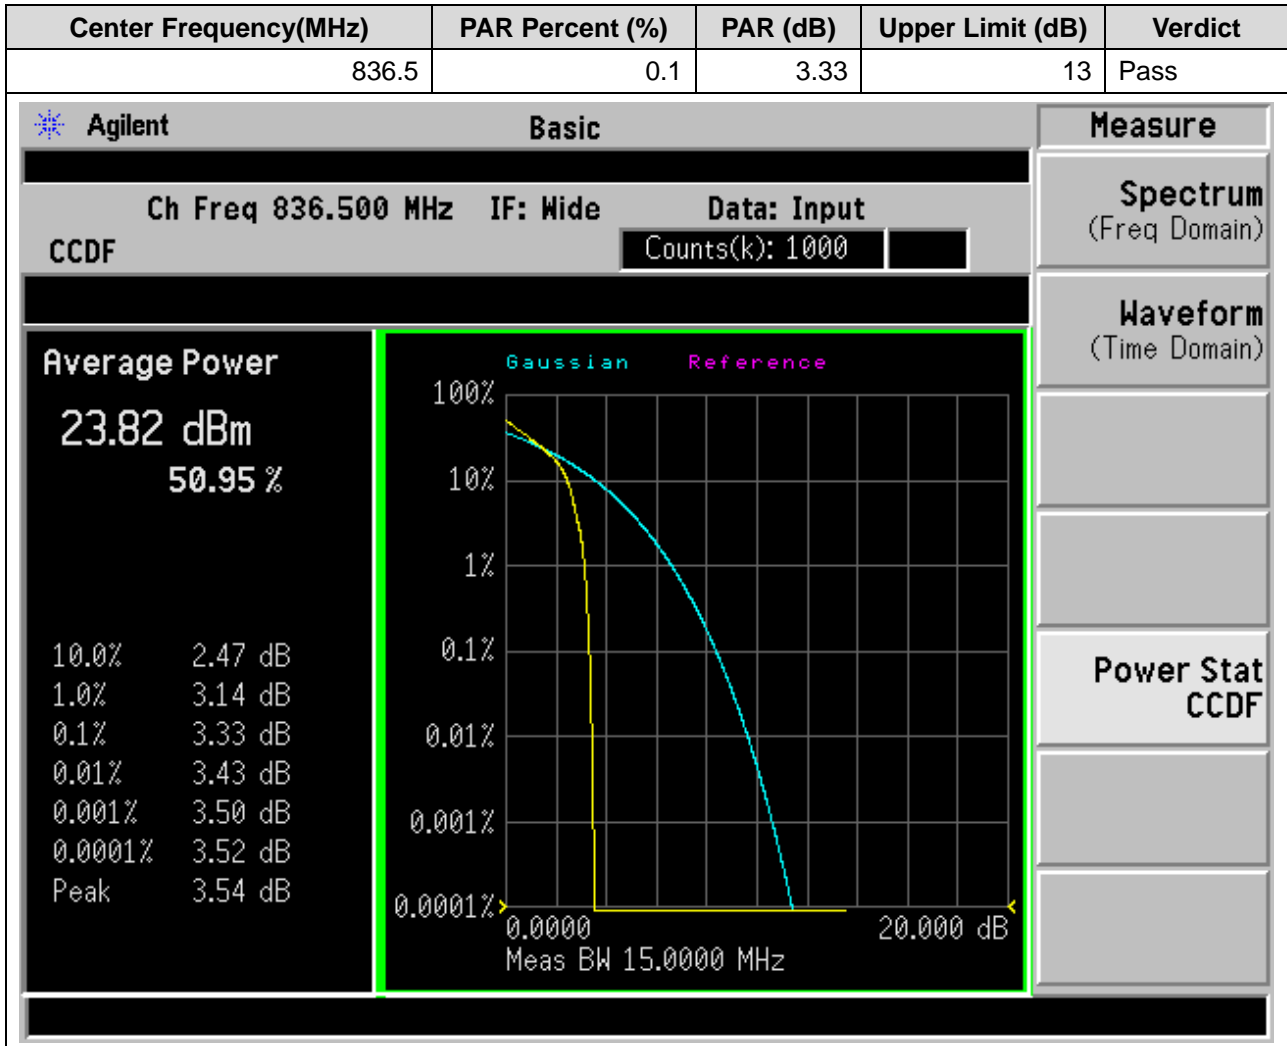 Center Frequency(MHz) PAR Percent (%) PAR (dB) Upper Limit (dB) Verdict
836.5 0.1 3.33 13 Pass
Agilent Basic Measure
Ch Freq 836.500 MHz IF: Wide Data: Input
CCDF Counts(k): 1000
Spectrum
(Freq Domain)
Waveform
(Time Domain)
Power Stat
CCDF
Average Power
23.82 dBm
50.95 %
10.0% 2.47 dB
1.0% 3.14 dB
0.1% 3.33 dB
0.01% 3.43 dB
0.001% 3.50 dB
0.0001% 3.52 dB
Peak 3.54 dB
Gaussian Reference
100%
10%
1%
0.1%
0.01%
0.001%
0.0001%
0.0000 20.000 dB
Meas BW 15.0000 MHz